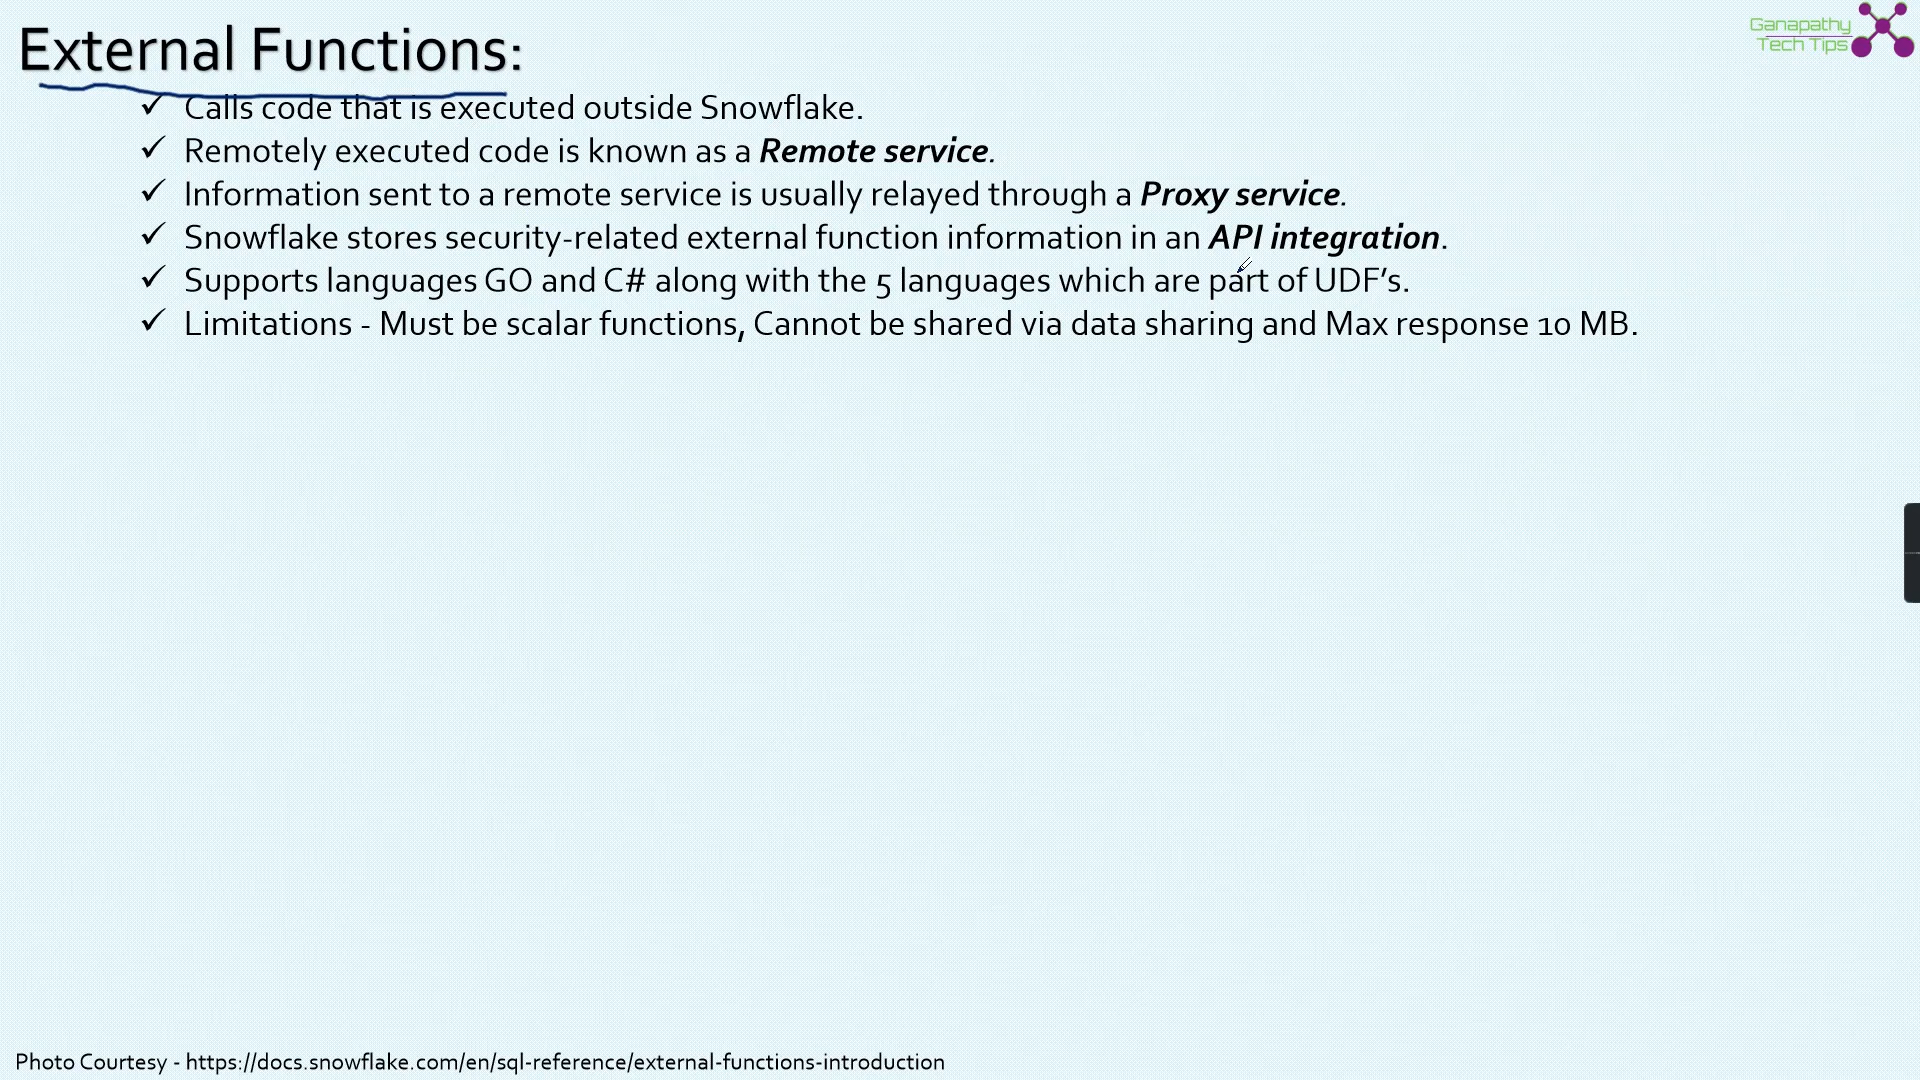 External Functions:
Ganapathy
Tech Tips
✓ Calls code that is executed outside Snowflake.
✓ Remotely executed code is known as a Remote service.
✓ Information sent to a remote service is usually relayed through a Proxy service.
✓ Snowflake stores security-related external function information in an API integration.
✓ Supports languages GO and C# along with the 5 languages which are part of UDF’s.
✓ Limitations - Must be scalar functions, Cannot be shared via data sharing and Max response 10 MB.
Photo Courtesy - https://docs.snowflake.com/en/sql-reference/external-functions-introduction